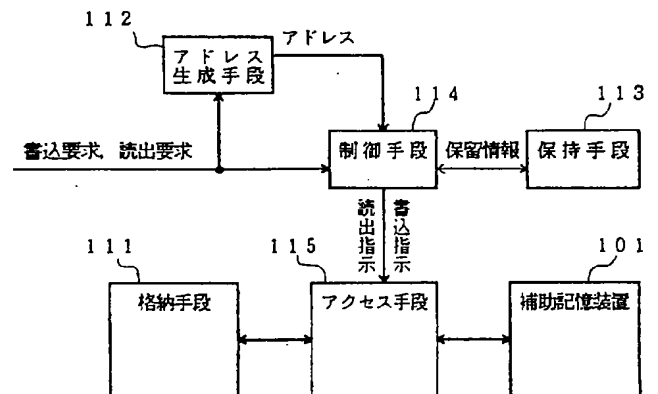 112
アドレス
アドレス
生成手段
114
113
書込要求, 読出要求
制御手段
保留情報
保持手段
読出指示
書込指示
111
115
101
格納手段
アクセス手段
補助記憶装置